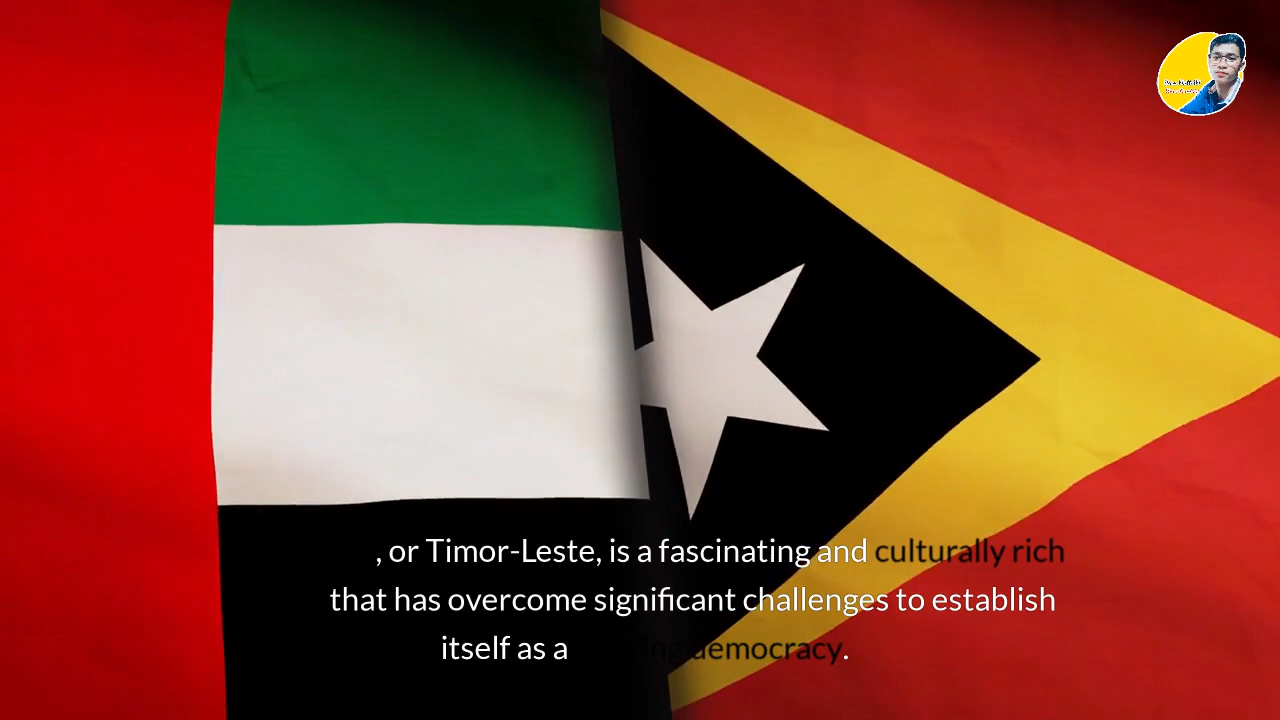 , or Timor-Leste, is a fascinating and culturally rich
that has overcome significant challenges to establish
itself as a democracy.